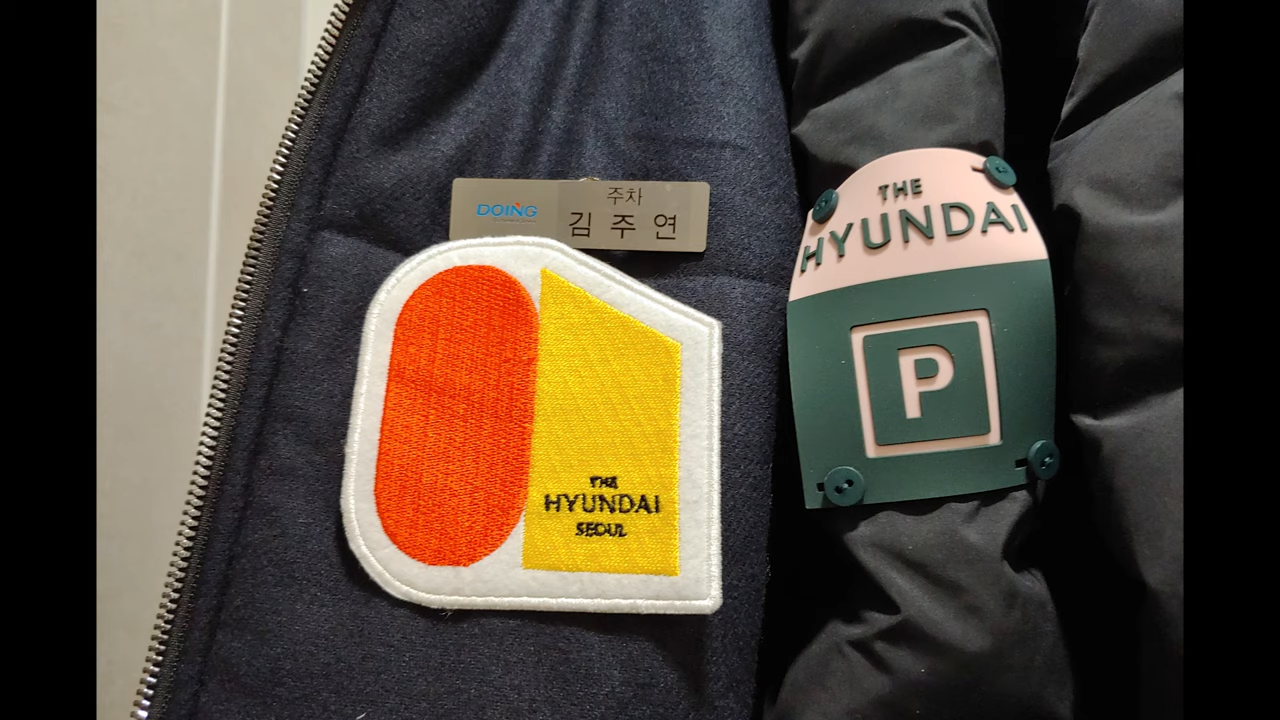 DOING
주차
김 주 연
THE
HYUNDAI
SEOUL
THE
HYUNDAI
P